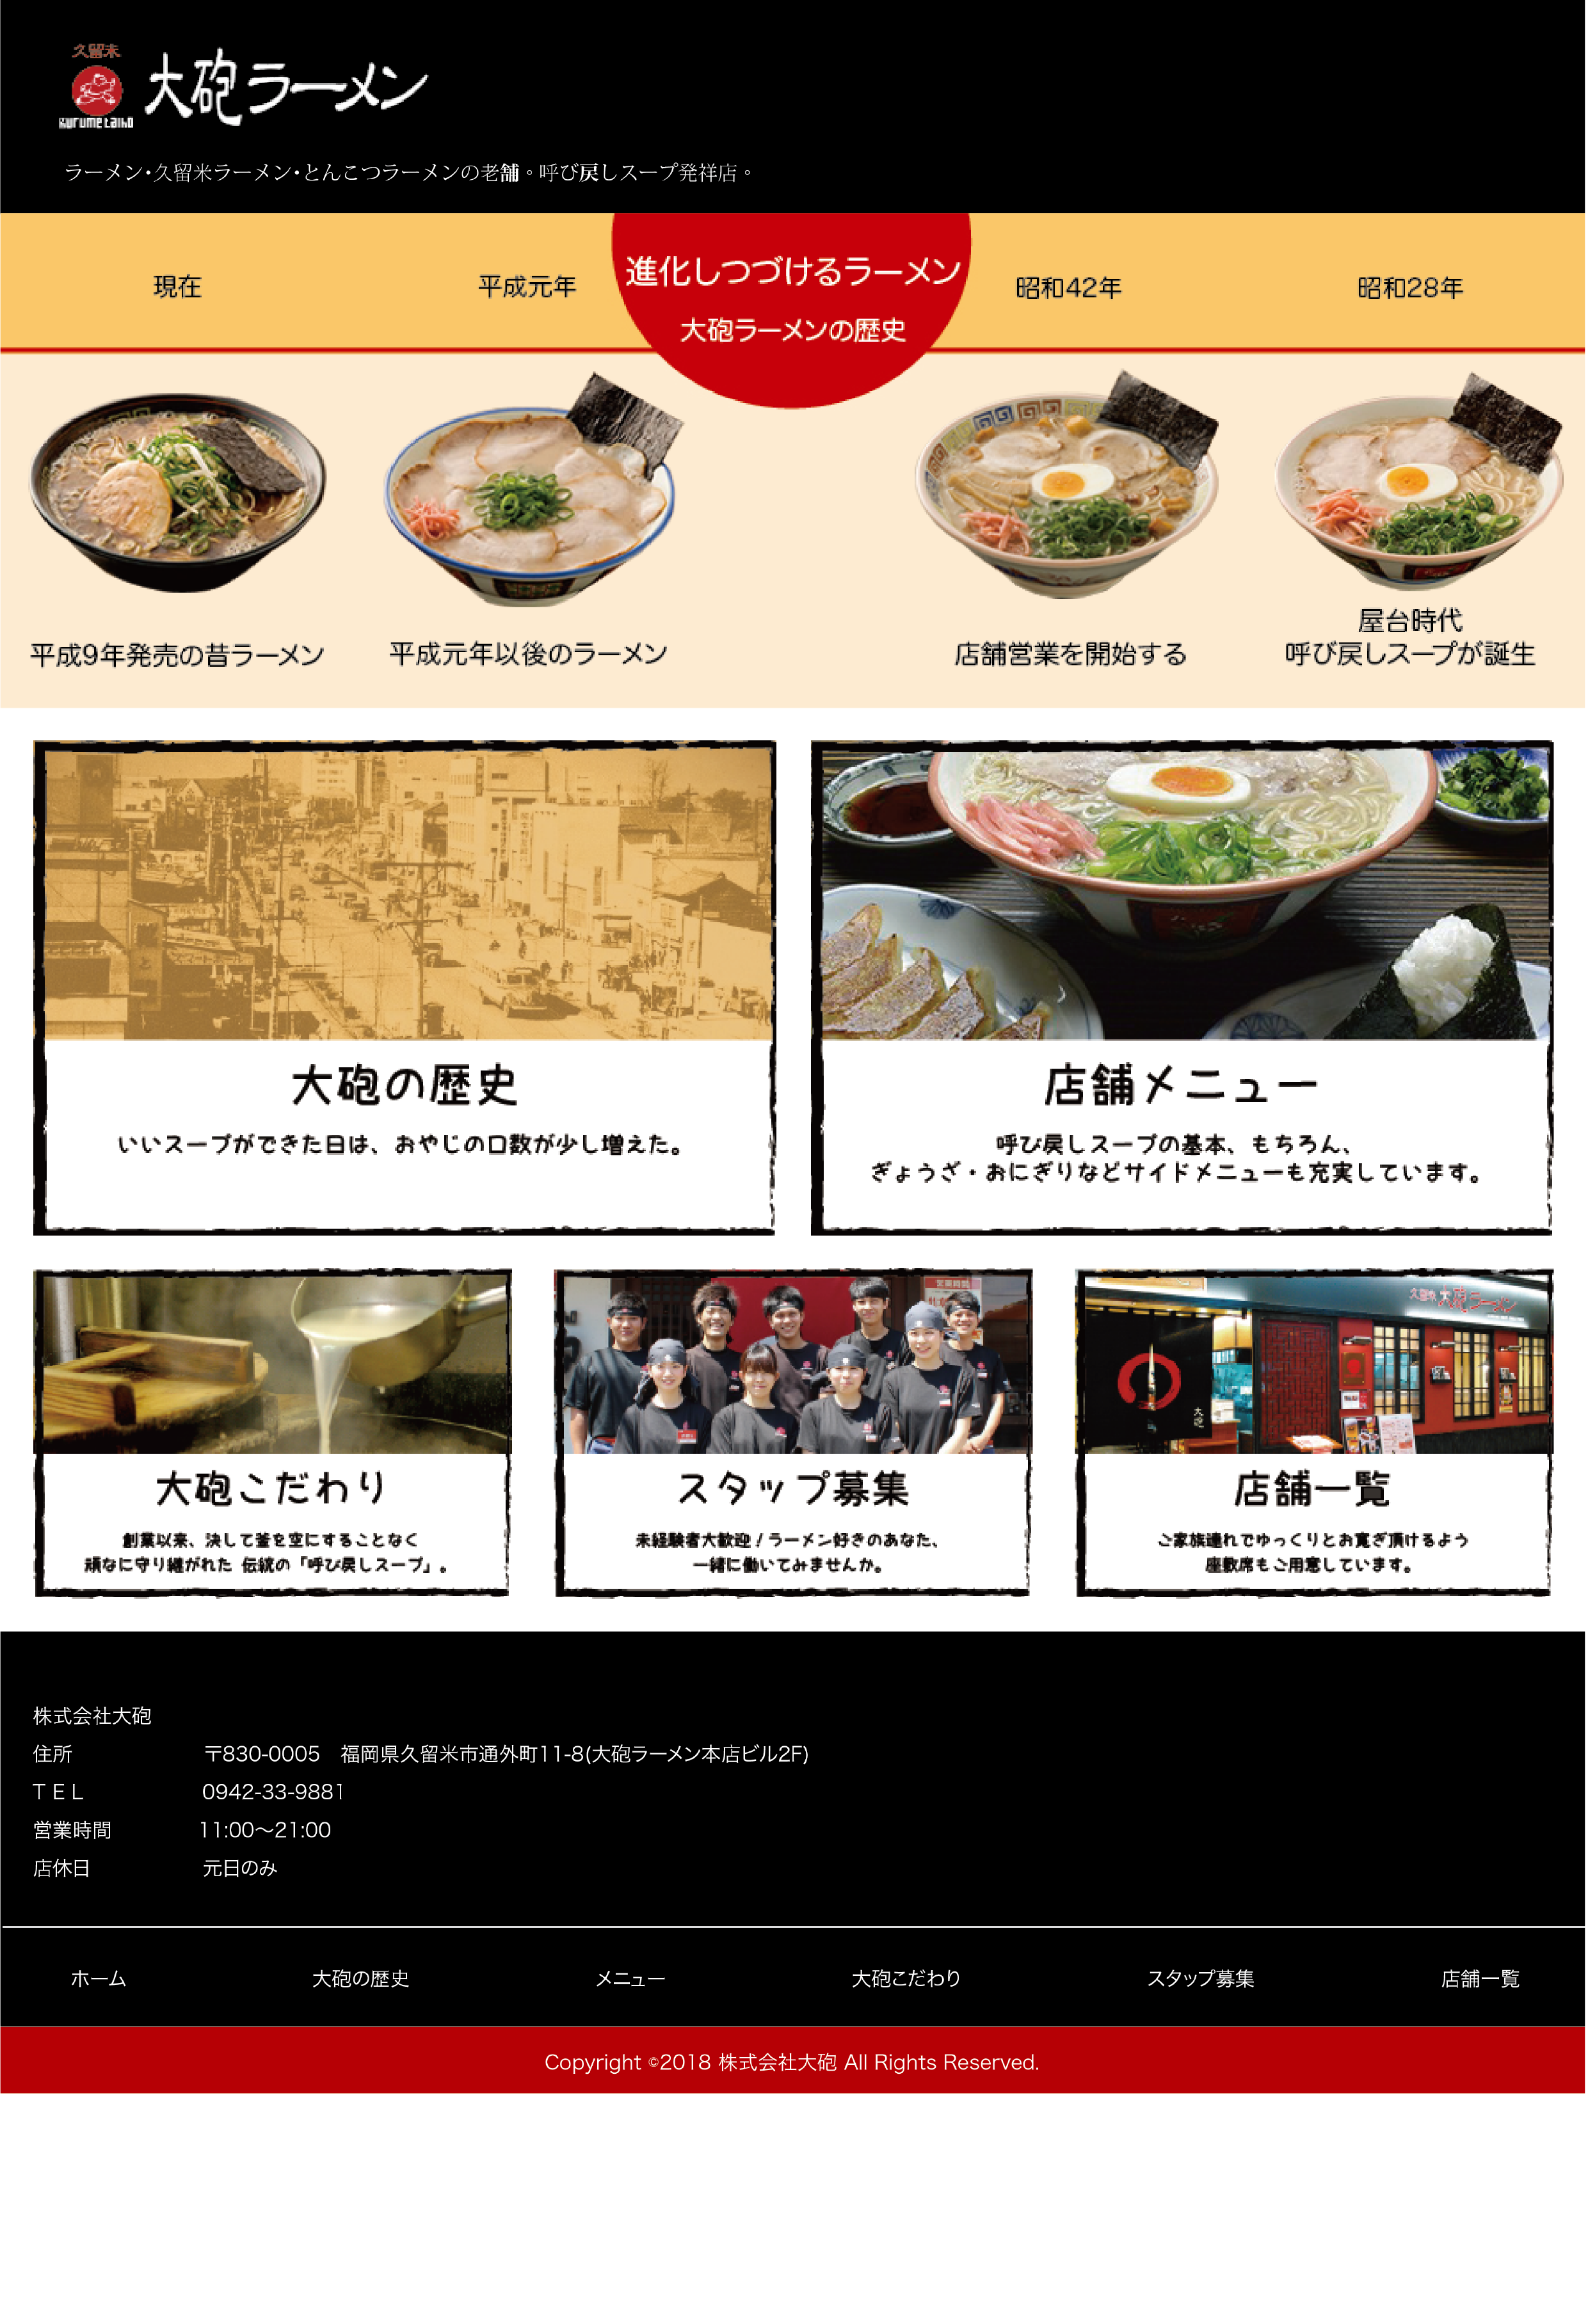 久留米
大砲ラーメン
kurume taiho
ラーメン・久留米ラーメン・とんこつラーメンの老舗。呼び戻しスープ発祥店。
現在
平成元年
進化しつづけるラーメン
大砲ラーメンの歴史
昭和42年
昭和28年
平成9年発売の昔ラーメン
平成元年以後のラーメン
店舗営業を開始する
屋台時代
呼び戻しスープが誕生
大砲の歴史
いいスープができた日は、おやじの口数が少し増えた。
店舗メニュー
呼び戻しスープの基本、もちろん、
ぎょうざ・おにぎりなどサイドメニューも充実しています。
営業時間
久留米 大砲ラーメン
大砲
大砲こだわり
創業以来、決して釜を空にすることなく
頑なに守り継がれた 伝統の「呼び戻しスープ」。
スタップ募集
未経験者大歓迎！ラーメン好きのあなた、
一緒に働いてみませんか。
店舗一覧
ご家族連れでゆっくりとお寛ぎ頂けるよう
座敷席もご用意しています。
株式会社大砲
住所 〒830-0005 福岡県久留米市通外町11-8(大砲ラーメン本店ビル2F)
ＴＥＬ 0942-33-9881
営業時間 11:00〜21:00
店休日 元日のみ
ホーム 大砲の歴史 メニュー 大砲こだわり スタップ募集 店舗一覧
Copyright ©2018 株式会社大砲 All Rights Reserved.